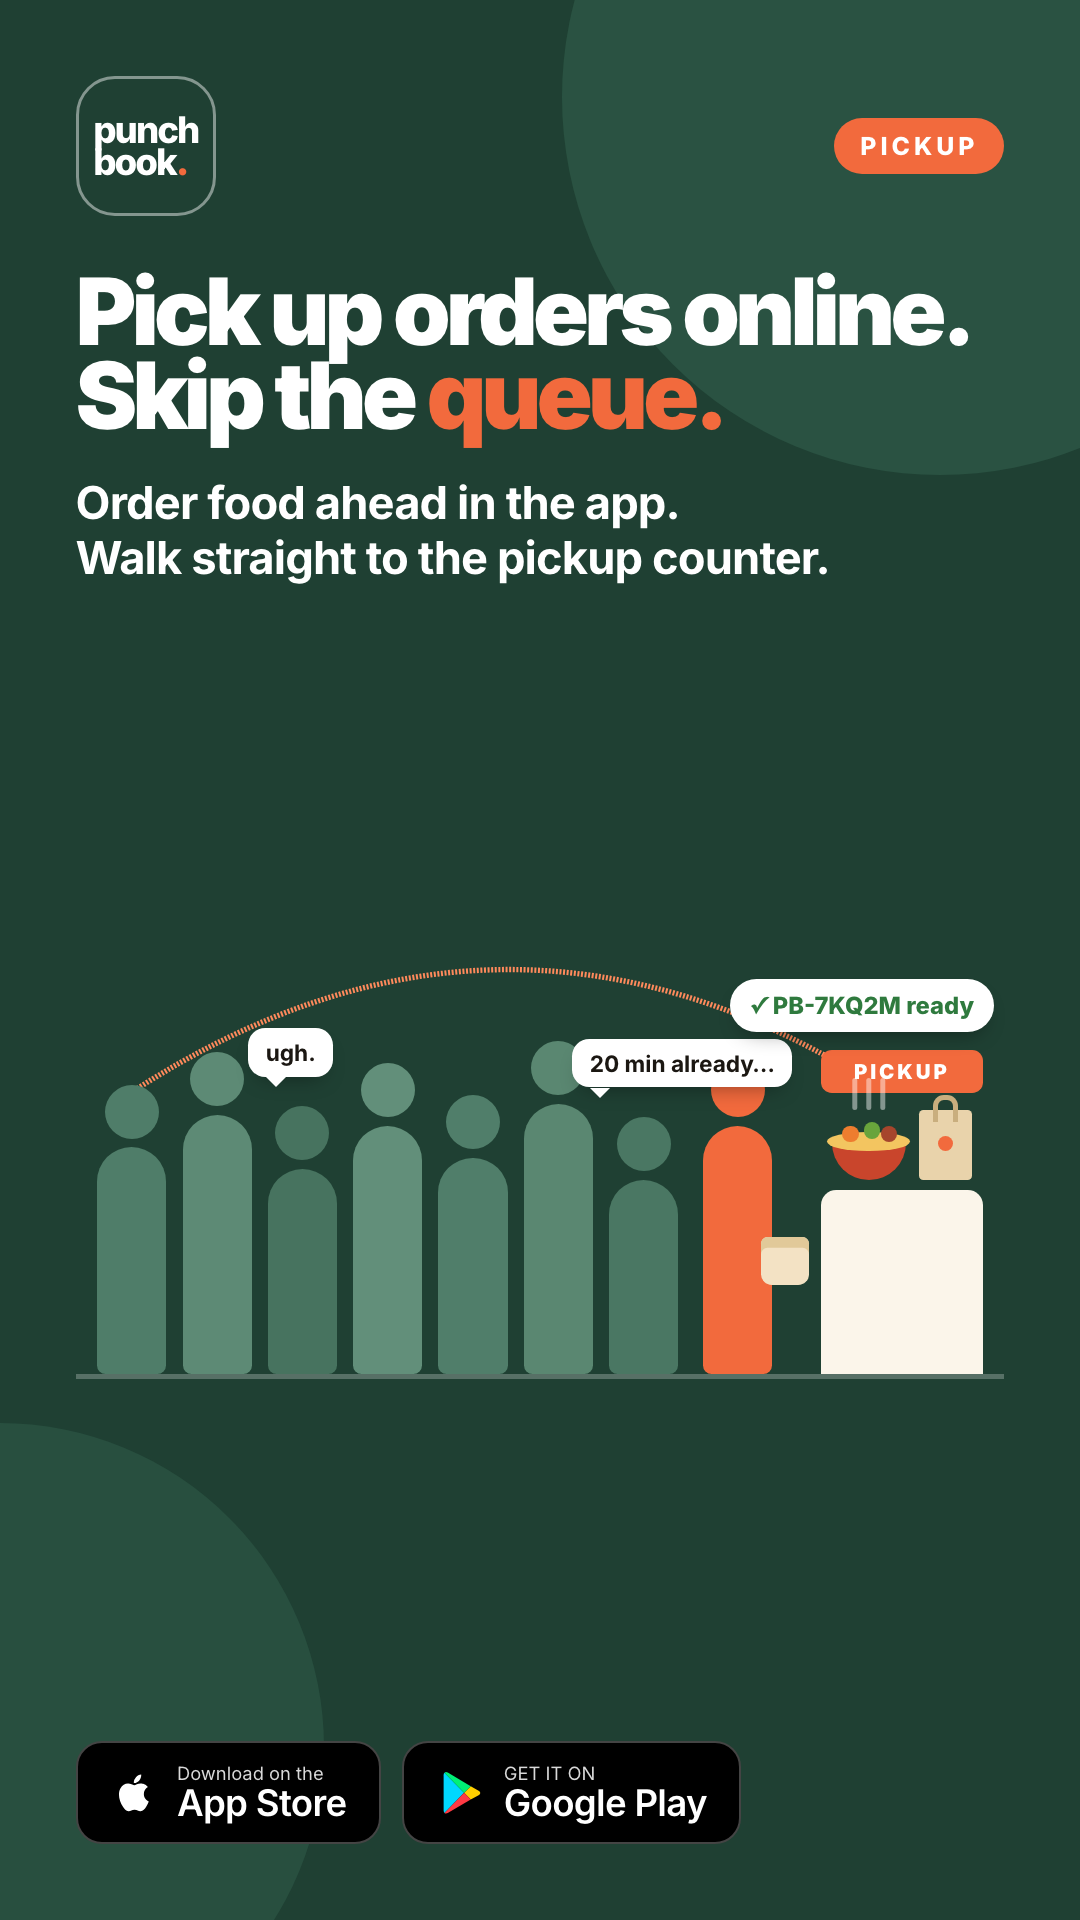 punch
book.
PICKUP
Pick up orders online.
Skip the queue.
Order food ahead in the app.
Walk straight to the pickup counter.
✓ PB-7KQ2M ready
ugh.
20 min already...
PICKUP
Download on the
App Store
GET IT ON
Google Play